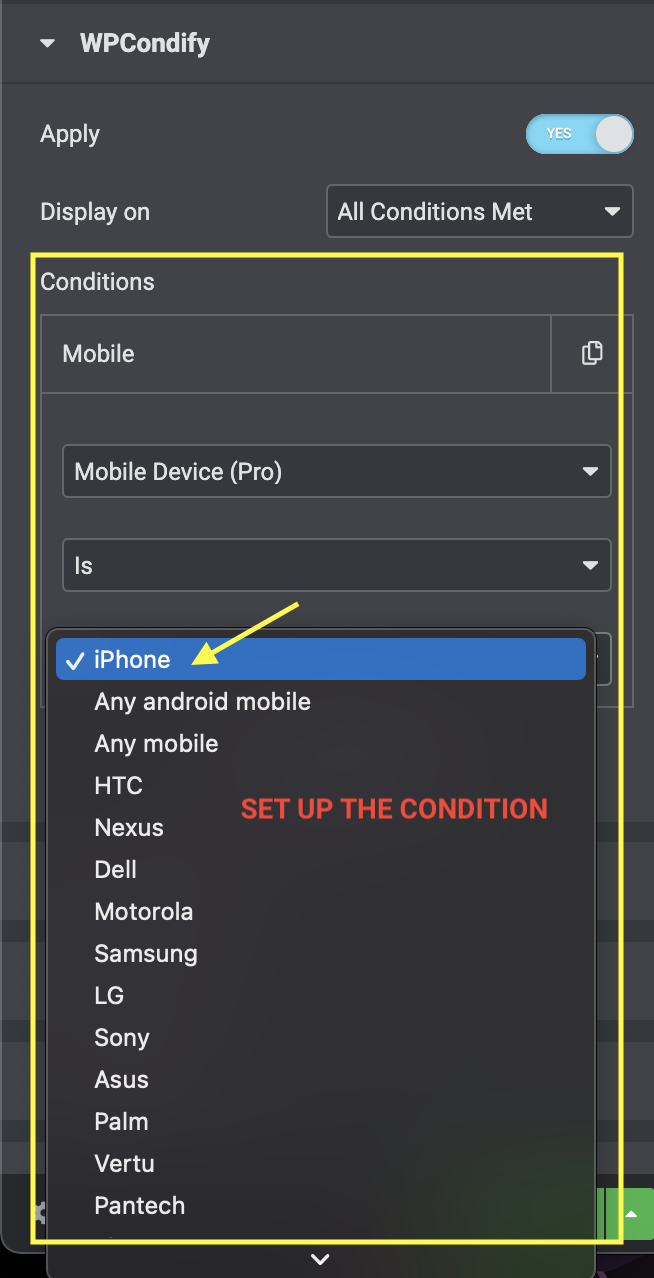 WPCondify
Apply
YES
Display on
All Conditions Met
Conditions
Mobile
Mobile Device (Pro)
Is
iPhone
Any android mobile
Any mobile
HTC
SET UP THE CONDITION
Nexus
Dell
Motorola
Samsung
LG
Sony
Asus
Palm
Vertu
Pantech